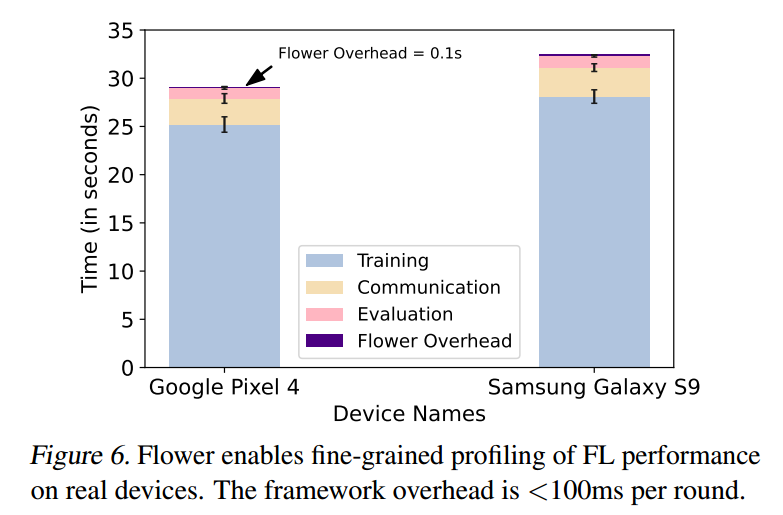 35
30
25
20
15
10
5
0
Time (in seconds)
Flower Overhead = 0.1s
Training
Communication
Evaluation
Flower Overhead
Google Pixel 4
Samsung Galaxy S9
Device Names
Figure 6. Flower enables fine-grained profiling of FL performance
on real devices. The framework overhead is <100ms per round.